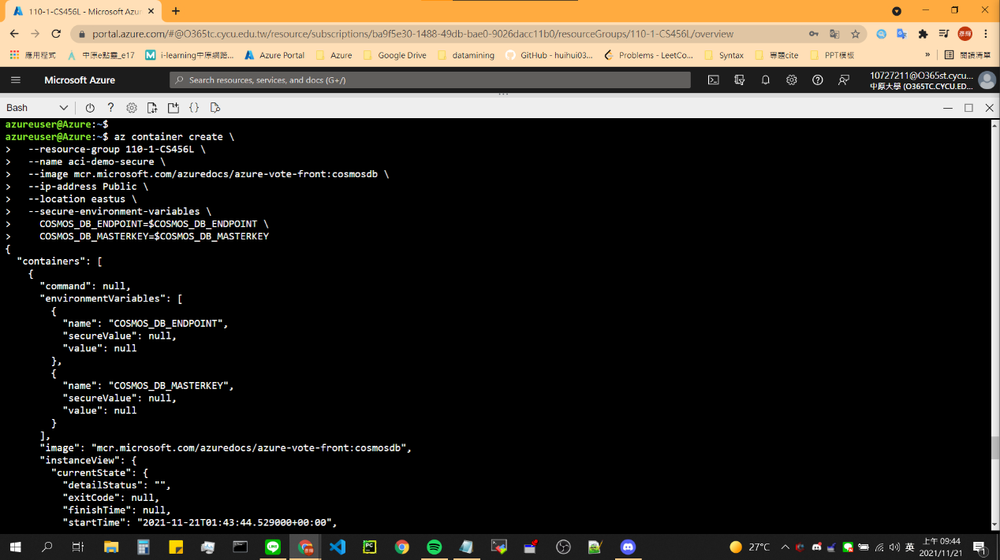 110-1-CS456L - Microsoft Azur
portal.azure.com/#@O365tc.cycu.edu.tw/resource/subscriptions/ba9f5e30-1488-49db-bae0-9026dacc11b0/resourceGroups/110-1-CS456L/overview
應用程式 中原e點靈_e17 i-learning中原網路... Azure Portal Azure Google Drive datamining GitHub - huihui03... Problems - LeetCo... Syntax 專題cite PPT模板 » 閱讀清單
Microsoft Azure Search resources, services, and docs (G+/) 10727211@O365st.cycu...
中原大學 (O365TC.CYCU.ED...
Bash
azureuser@Azure:~$
azureuser@Azure:~$ az container create \
> --resource-group 110-1-CS456L \
> --name aci-demo-secure \
> --image mcr.microsoft.com/azuredocs/azure-vote-front:cosmosdb \
> --ip-address Public \
> --location eastus \
> --secure-environment-variables \
> COSMOS_DB_ENDPOINT=$COSMOS_DB_ENDPOINT \
> COSMOS_DB_MASTERKEY=$COSMOS_DB_MASTERKEY
{
"containers": [
{
"command": null,
"environmentVariables": [
{
"name": "COSMOS_DB_ENDPOINT",
"secureValue": null,
"value": null
},
{
"name": "COSMOS_DB_MASTERKEY",
"secureValue": null,
"value": null
}
],
"image": "mcr.microsoft.com/azuredocs/azure-vote-front:cosmosdb",
"instanceView": {
"currentState": {
"detailStatus": "",
"exitCode": null,
"finishTime": null,
"startTime": "2021-11-21T01:43:44.529000+00:00",
27°C 英 上午 09:44
2021/11/21 1